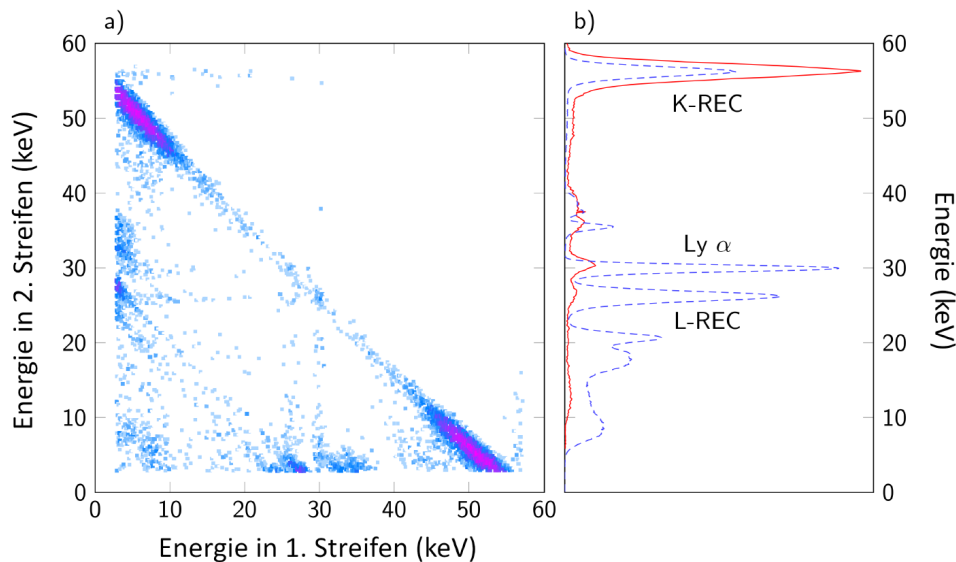 a)
b)
60
50
40
30
20
10
0
Energie in 2. Streifen (keV)
0
10
20
30
40
50
60
Energie in 1. Streifen (keV)
K-REC
Ly α
L-REC
60
50
40
30
20
10
0
Energie (keV)